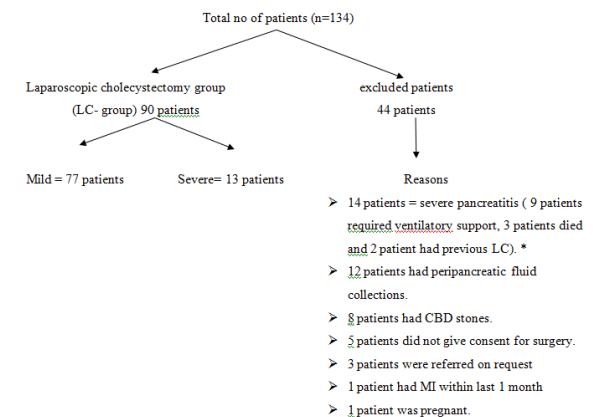 Total no of patients (n=134)
Laparoscopic cholecystectomy group
(LC- group) 90 patients
excluded patients
44 patients
Mild = 77 patients
Severe= 13 patients
Reasons
➢ 14 patients = severe pancreatitis ( 9 patients
required ventilatory support, 3 patients died
and 2 patient had previous LC). *
➢ 12 patients had peripancreatic fluid
collections.
➢ 8 patients had CBD stones.
➢ 5 patients did not give consent for surgery.
➢ 3 patients were referred on request
➢ 1 patient had MI within last 1 month
➢ 1 patient was pregnant.